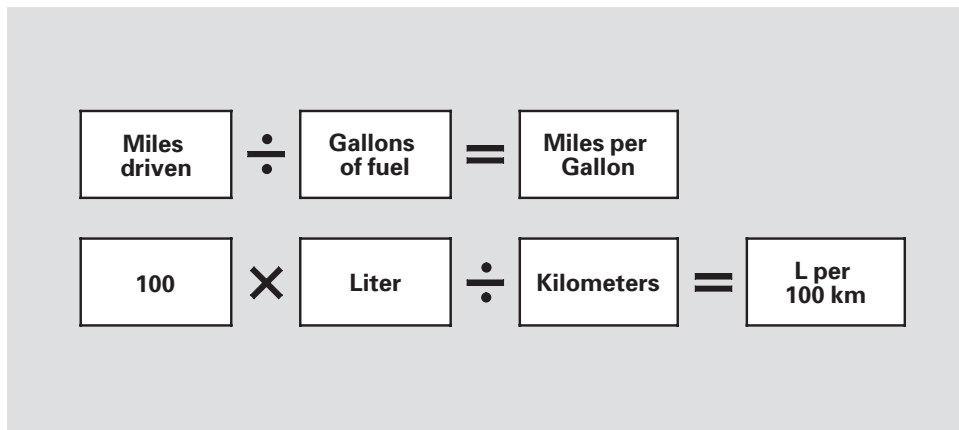 Miles
driven
÷
Gallons
of fuel
=
Miles per
Gallon
100
×
Liter
÷
Kilometers
=
L per
100 km